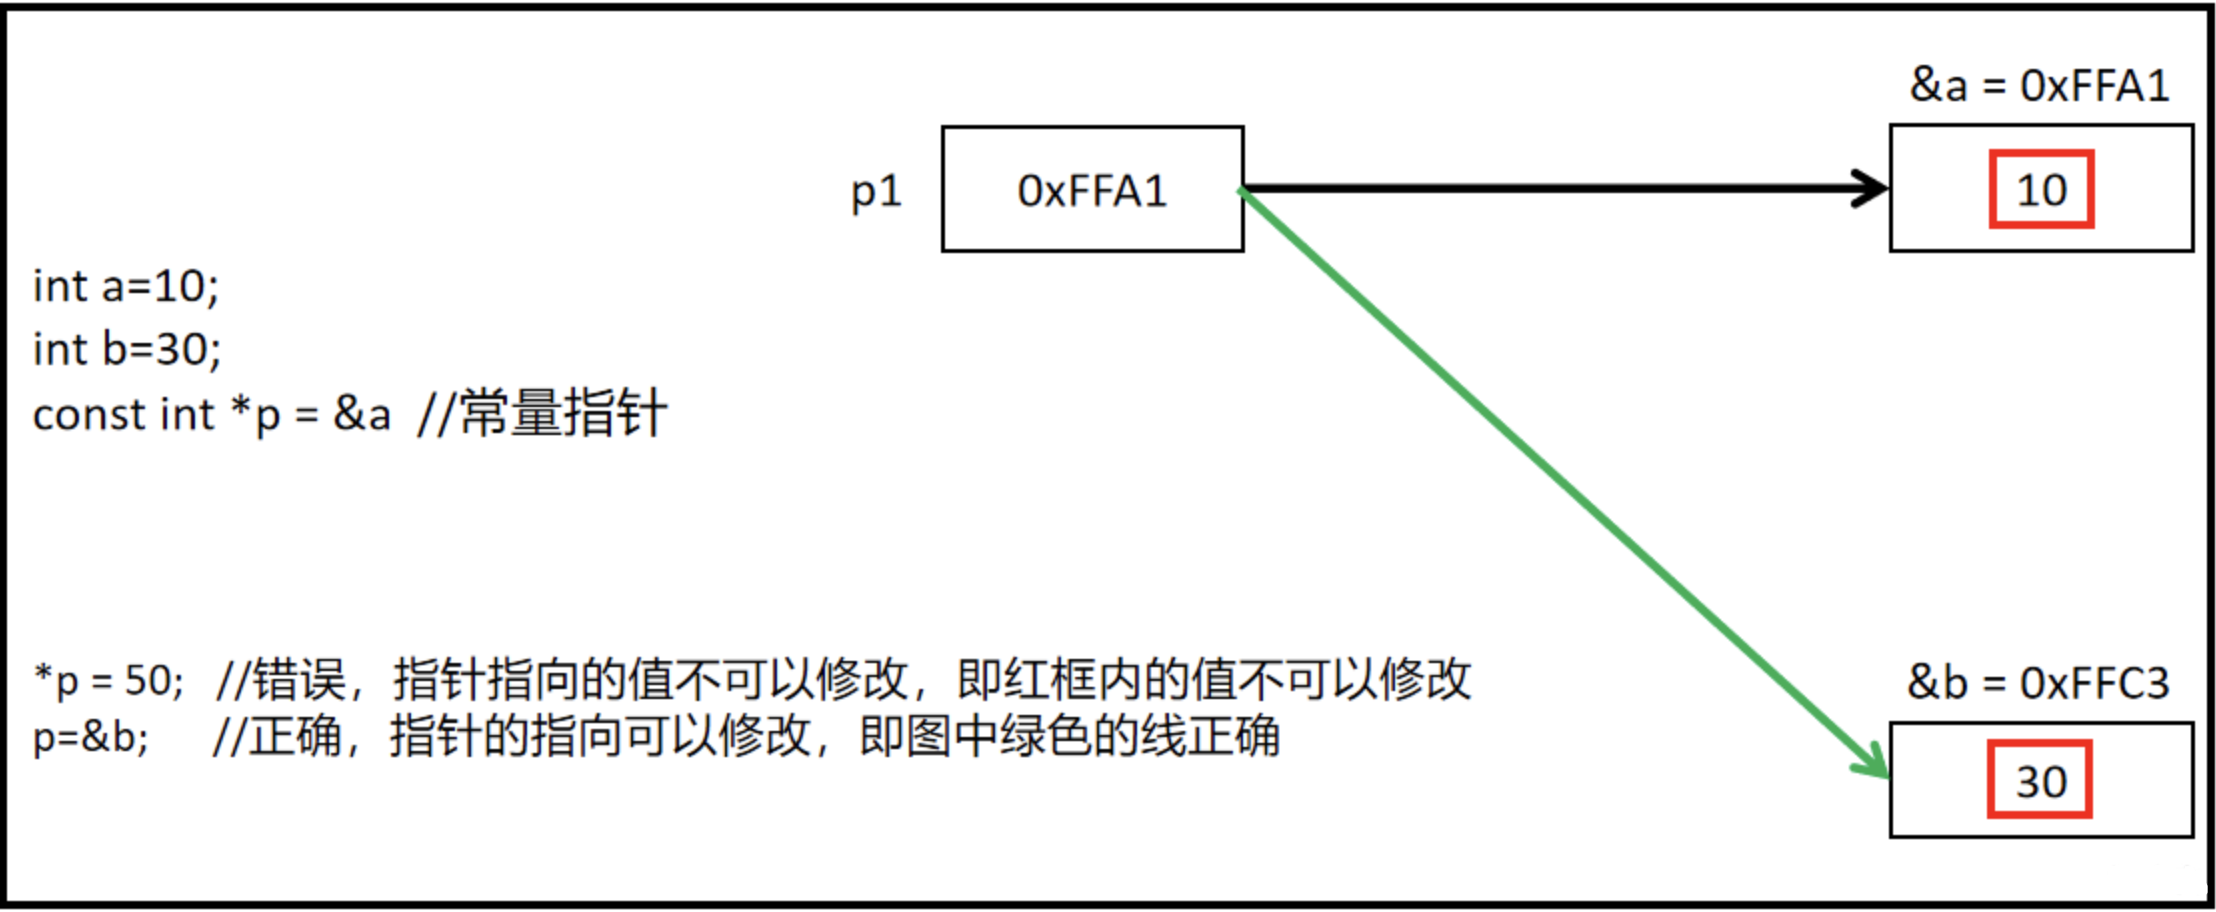 &a = 0xFFA1
p1
0xFFA1
10
int a=10;
int b=30;
const int *p = &a //常量指针
*p = 50; //错误，指针指向的值不可以修改，即红框内的值不可以修改
p=&b; //正确，指针的指向可以修改，即图中绿色的线正确
&b = 0xFFC3
30